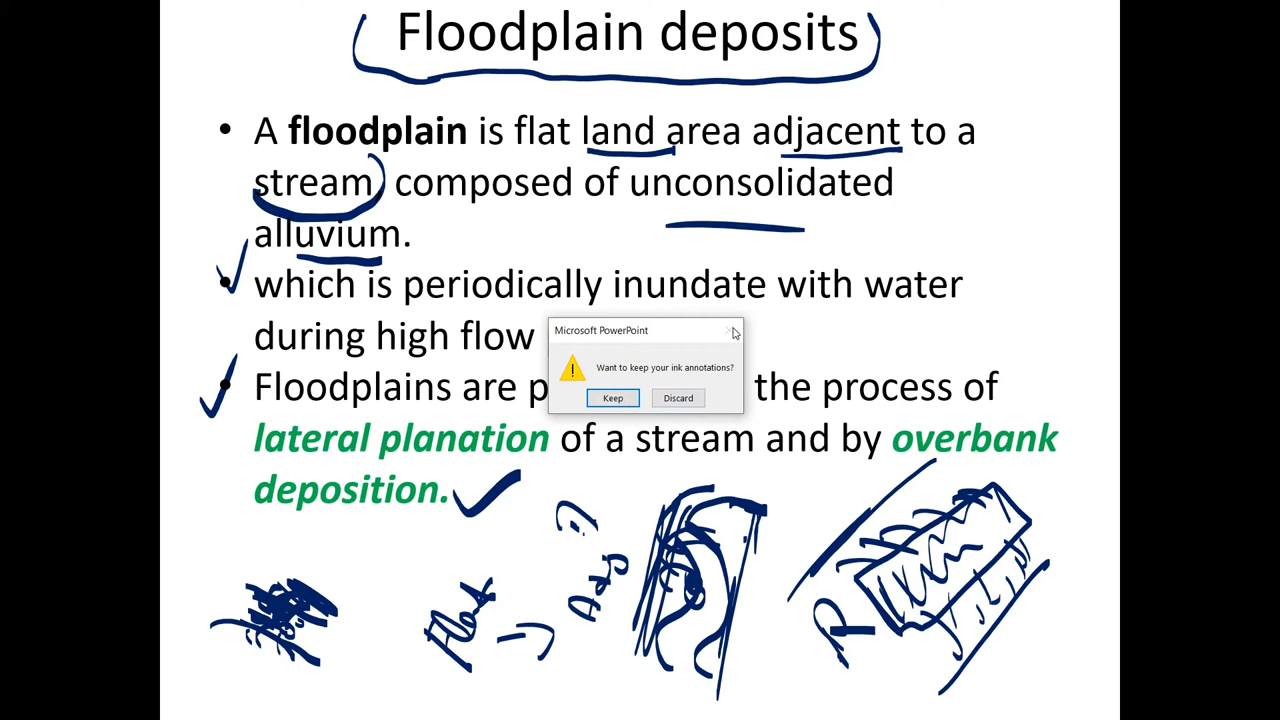 Floodplain deposits
• A floodplain is flat land area adjacent to a
stream, composed of unconsolidated
alluvium.
• which is periodically inundate with water
during high flow
Microsoft PowerPoint
Want to keep your ink annotations?
Keep Discard
• Floodplains are p the process of
lateral planation of a stream and by overbank
deposition.